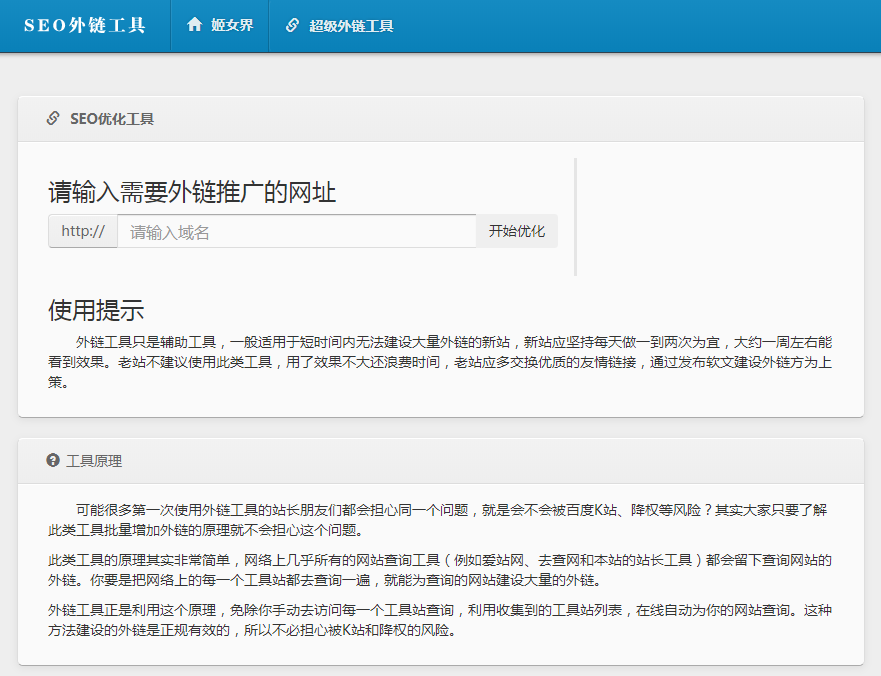 SEO外链工具 姬女界 超级外链工具
SEO优化工具
请输入需要外链推广的网址
http:// 请输入域名 开始优化
使用提示
外链工具只是辅助工具，一般适用于短时间内无法建设大量外链的新站，新站应坚持每天做一到两次为宜，大约一周左右能
看到效果。老站不建议使用此类工具，用了效果不大还浪费时间，老站应多交换优质的友情链接，通过发布软文建设外链方为上
策。
工具原理
可能很多第一次使用外链工具的站长朋友们都会担心同一个问题，就是会不会被百度K站、降权等风险？其实大家只要了解
此类工具批量增加外链的原理就不会担心这个问题。
此类工具的原理其实非常简单，网络上几乎所有的网站查询工具（例如爱站网、去查网和本站的站长工具）都会留下查询网站的
外链。你要是把网络上的每一个工具站都去查询一遍，就能为查询的网站建设大量的外链。
外链工具正是利用这个原理，免除你手动去访问每一个工具站查询，利用收集到的工具站列表，在线自动为你的网站查询。这种
方法建设的外链是正规有效的，所以不必担心被K站和降权的风险。